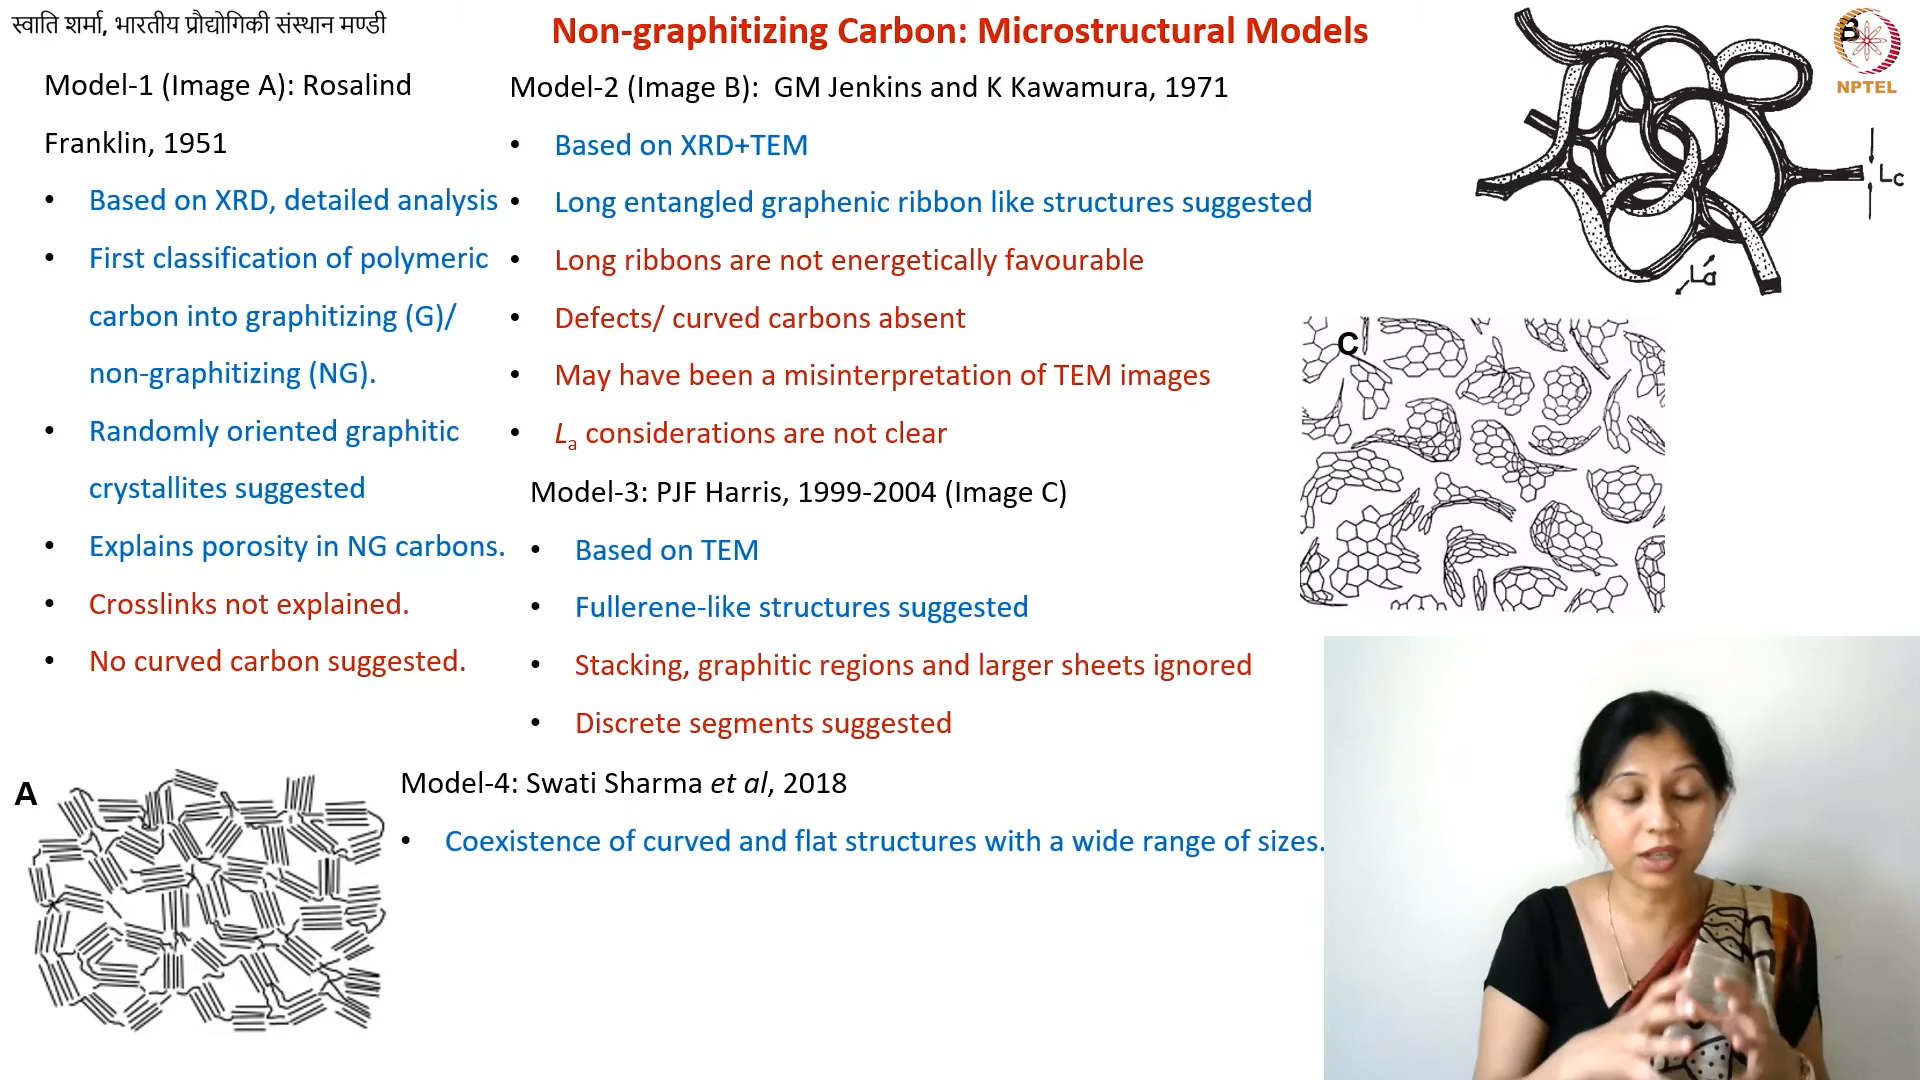 स्वाति शर्मा, भारतीय प्रौद्योगिकी संस्थान मण्डी
Non-graphitizing Carbon: Microstructural Models
Model-1 (Image A): Rosalind
Franklin, 1951
• Based on XRD, detailed analysis
• First classification of polymeric
carbon into graphitizing (G)/
non-graphitizing (NG).
• Randomly oriented graphitic
crystallites suggested
• Explains porosity in NG carbons.
• Crosslinks not explained.
• No curved carbon suggested.
Model-2 (Image B): GM Jenkins and K Kawamura, 1971
• Based on XRD+TEM
• Long entangled graphenic ribbon like structures suggested
• Long ribbons are not energetically favourable
• Defects/ curved carbons absent
• May have been a misinterpretation of TEM images
• La considerations are not clear
Model-3: PJF Harris, 1999-2004 (Image C)
• Based on TEM
• Fullerene-like structures suggested
• Stacking, graphitic regions and larger sheets ignored
• Discrete segments suggested
Model-4: Swati Sharma et al, 2018
• Coexistence of curved and flat structures with a wide range of sizes.
A
B
NPTEL
Lc
La
C